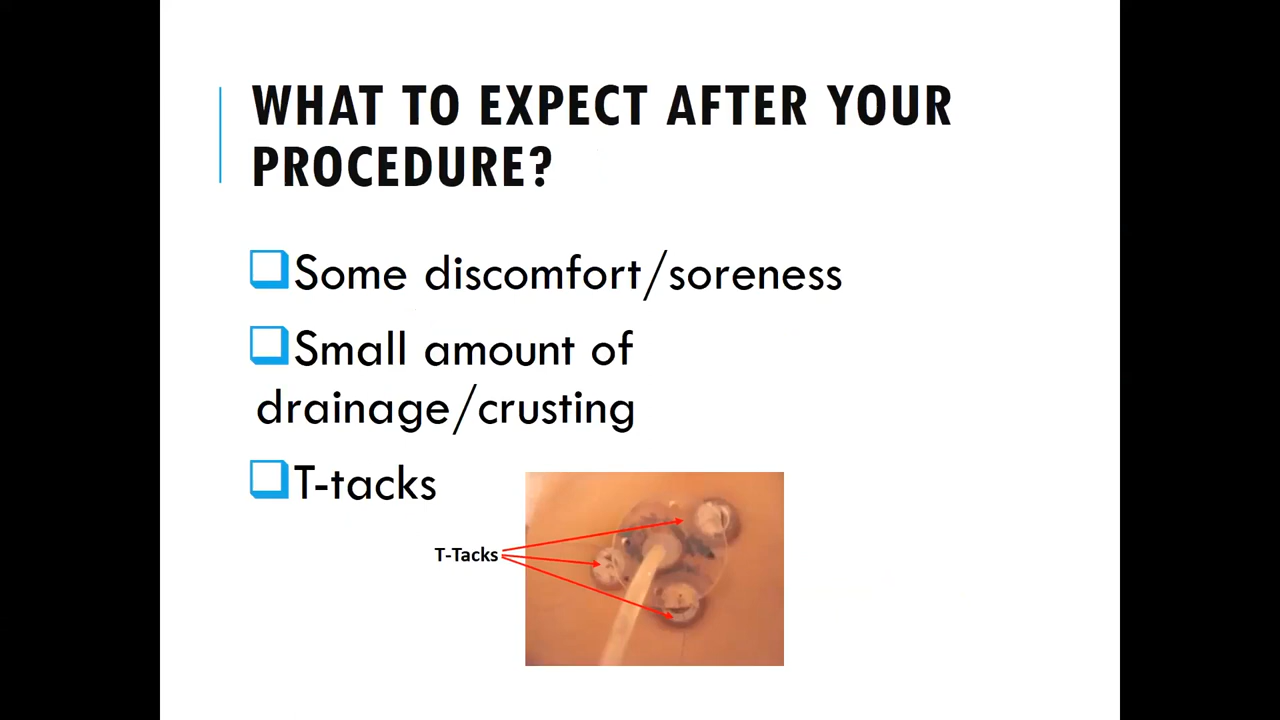 WHAT TO EXPECT AFTER YOUR
PROCEDURE?
Some discomfort/soreness
Small amount of
drainage/crusting
T-tacks
T-Tacks